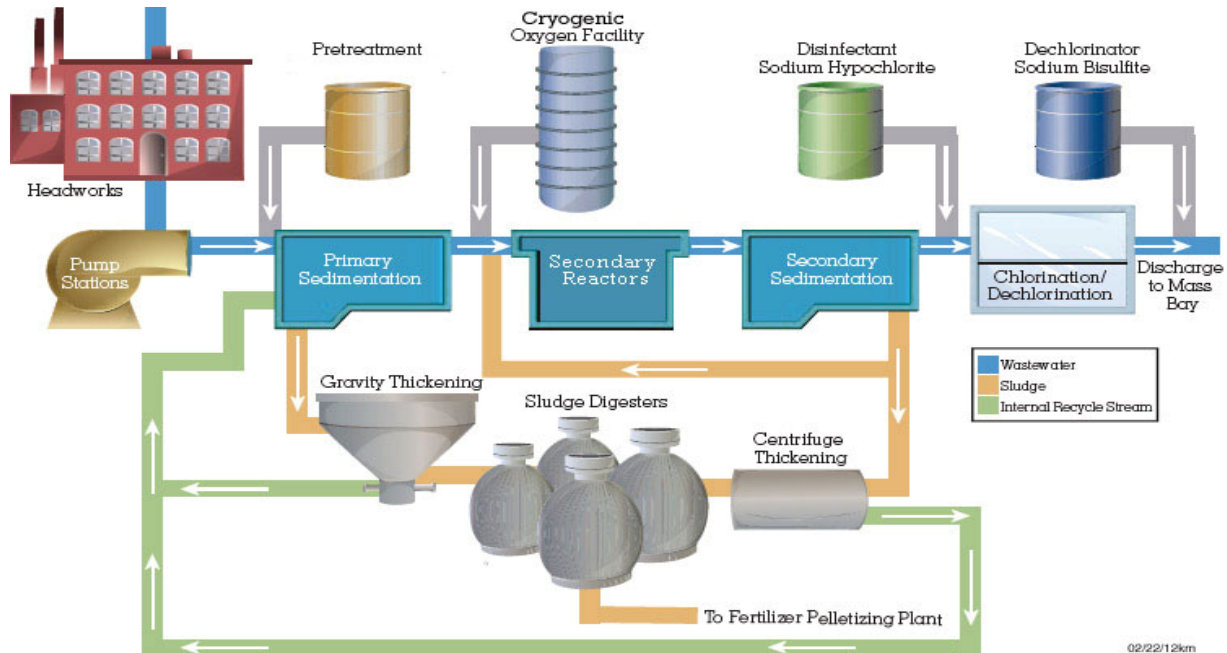 Cryogenic
Oxygen Facility
Pretreatment
Disinfectant
Sodium Hypochlorite
Dechlorinator
Sodium Bisulfite
Headworks
Pump
Stations
Primary
Sedimentation
Secondary
Reactors
Secondary
Sedimentation
Chlorination/
Dechlorination
Discharge
to Mass
Bay
Wastewater
Sludge
Internal Recycle Stream
Gravity Thickening
Sludge Digesters
Centrifuge
Thickening
To Fertilizer Pelletizing Plant
02/22/12km